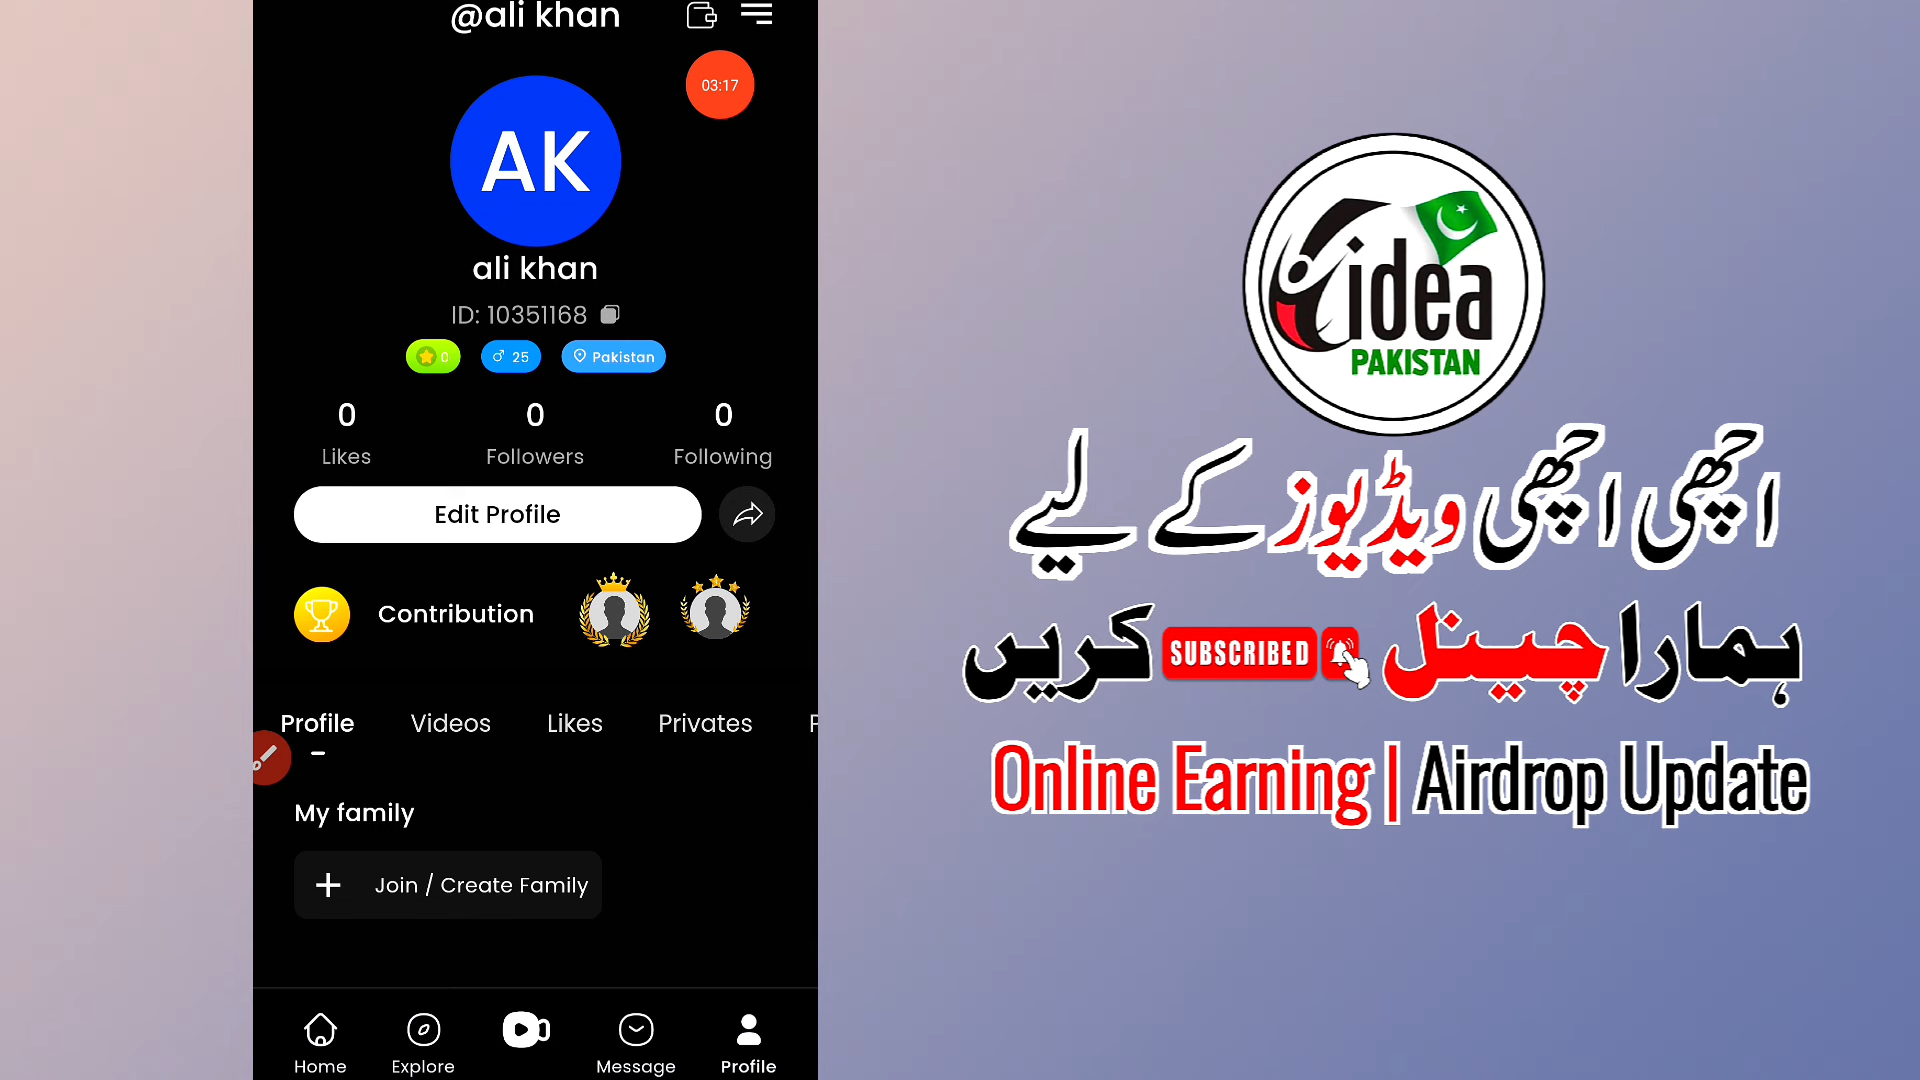 @ali khan
03:17
AK
ali khan
ID: 10351168
0
25
Pakistan
0
0
0
Likes
Followers
Following
Edit Profile
Contribution
Profile
Videos
Likes
Privates
My family
Join / Create Family
Home
Explore
Message
Profile
idea
PAKISTAN
اچھی اچھی ویڈیوز کے لیے
ہمارا چینل SUBSCRIBED کریں
Online Earning | Airdrop Update